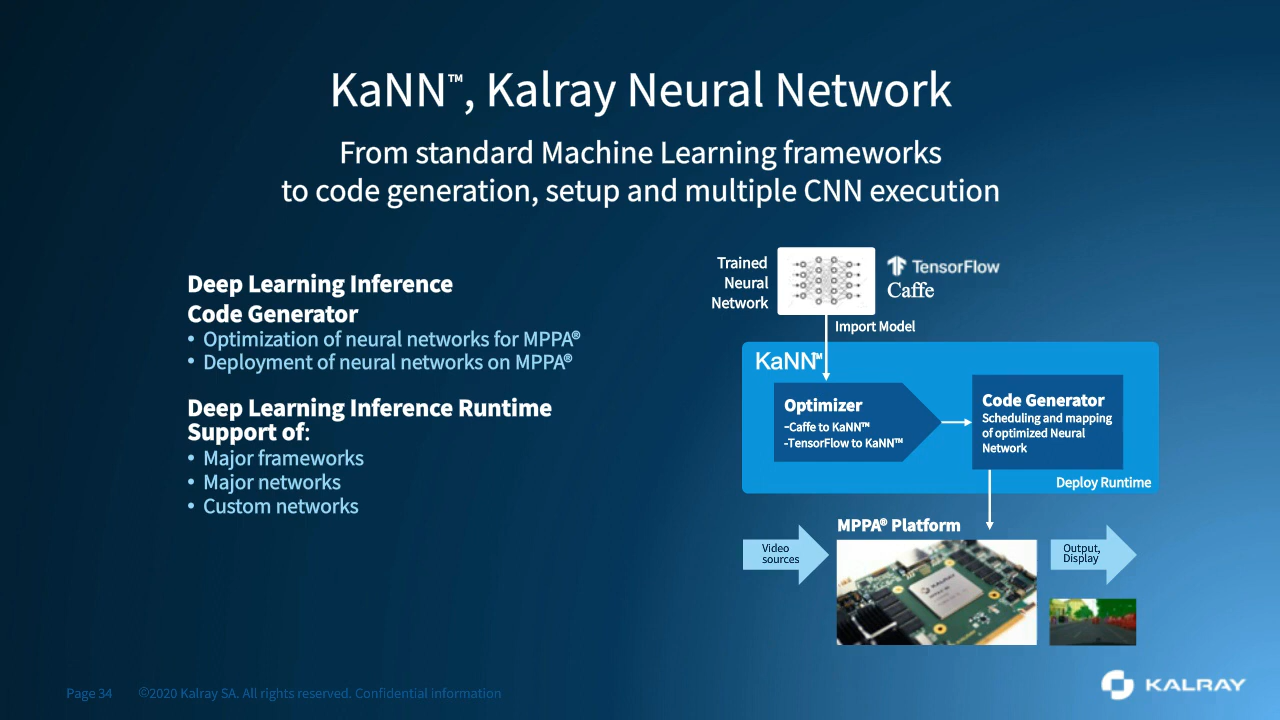 KaNN™, Kalray Neural Network
From standard Machine Learning frameworks
to code generation, setup and multiple CNN execution
Deep Learning Inference
Code Generator
• Optimization of neural networks for MPPA®
• Deployment of neural networks on MPPA®
Deep Learning Inference Runtime
Support of:
• Major frameworks
• Major networks
• Custom networks
Trained
Neural
Network
TensorFlow
Caffe
Import Model
KaNN™
Optimizer
-Caffe to KaNN™
-TensorFlow to KaNN™
Code Generator
Scheduling and mapping
of optimized Neural
Network
Deploy Runtime
MPPA® Platform
Video
sources
KALRAY
Output,
Display
Page 34 ©2020 Kalray SA. All rights reserved. Confidential information
KALRAY